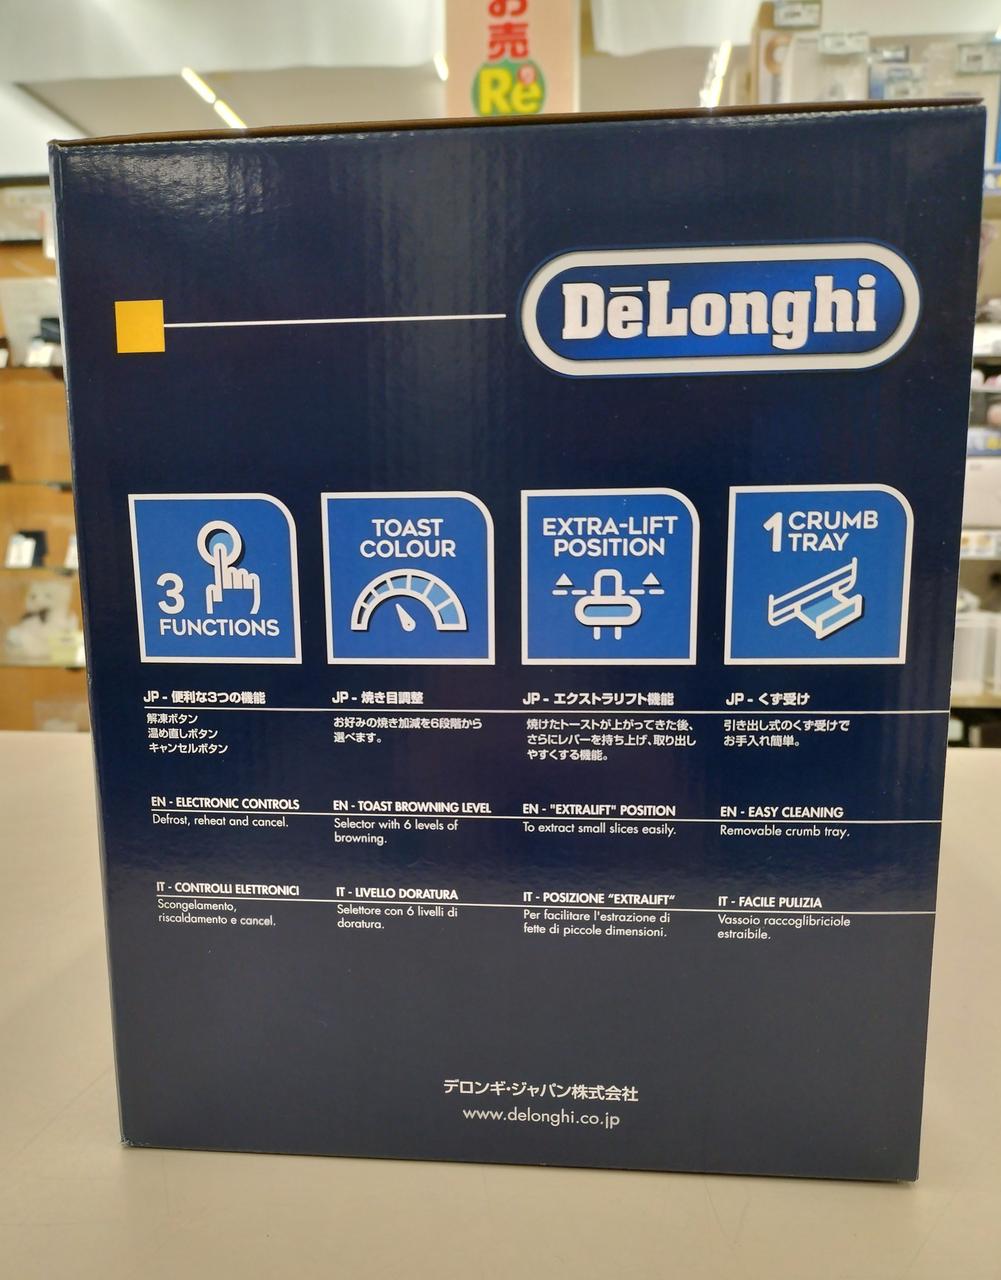 お売
Re
DēLonghi
3
FUNCTIONS
TOAST
COLOUR
EXTRA-LIFT
POSITION
1 CRUMB
TRAY
JP - 便利な3つの機能
解凍ボタン
温め直しボタン
キャンセルボタン
JP - 焼き目調整
お好みの焼き加減を6段階から
選べます。
JP - エクストラリフト機能
焼けたトーストが上がってきた後、
さらにレバーを持ち上げ、取り出し
やすくする機能。
JP - くず受け
引き出し式のくず受けで
お手入れ簡単。
EN - ELECTRONIC CONTROLS
Defrost, reheat and cancel.
EN - TOAST BROWNING LEVEL
Selector with 6 levels of
browning.
EN - "EXTRALIFT" POSITION
To extract small slices easily.
EN - EASY CLEANING
Removable crumb tray.
IT - CONTROLLI ELETTRONICI
Scongelamento,
riscaldamento e cancel.
IT - LIVELLO DORATURA
Selettore con 6 livelli di
doratura.
IT - POSIZIONE “EXTRALIFT“
Per facilitare l'estrazione di
fette di piccole dimensioni.
IT - FACILE PULIZIA
Vassoio raccoglibriciole
estraibile.
デロンギ・ジャパン株式会社
www.delonghi.co.jp